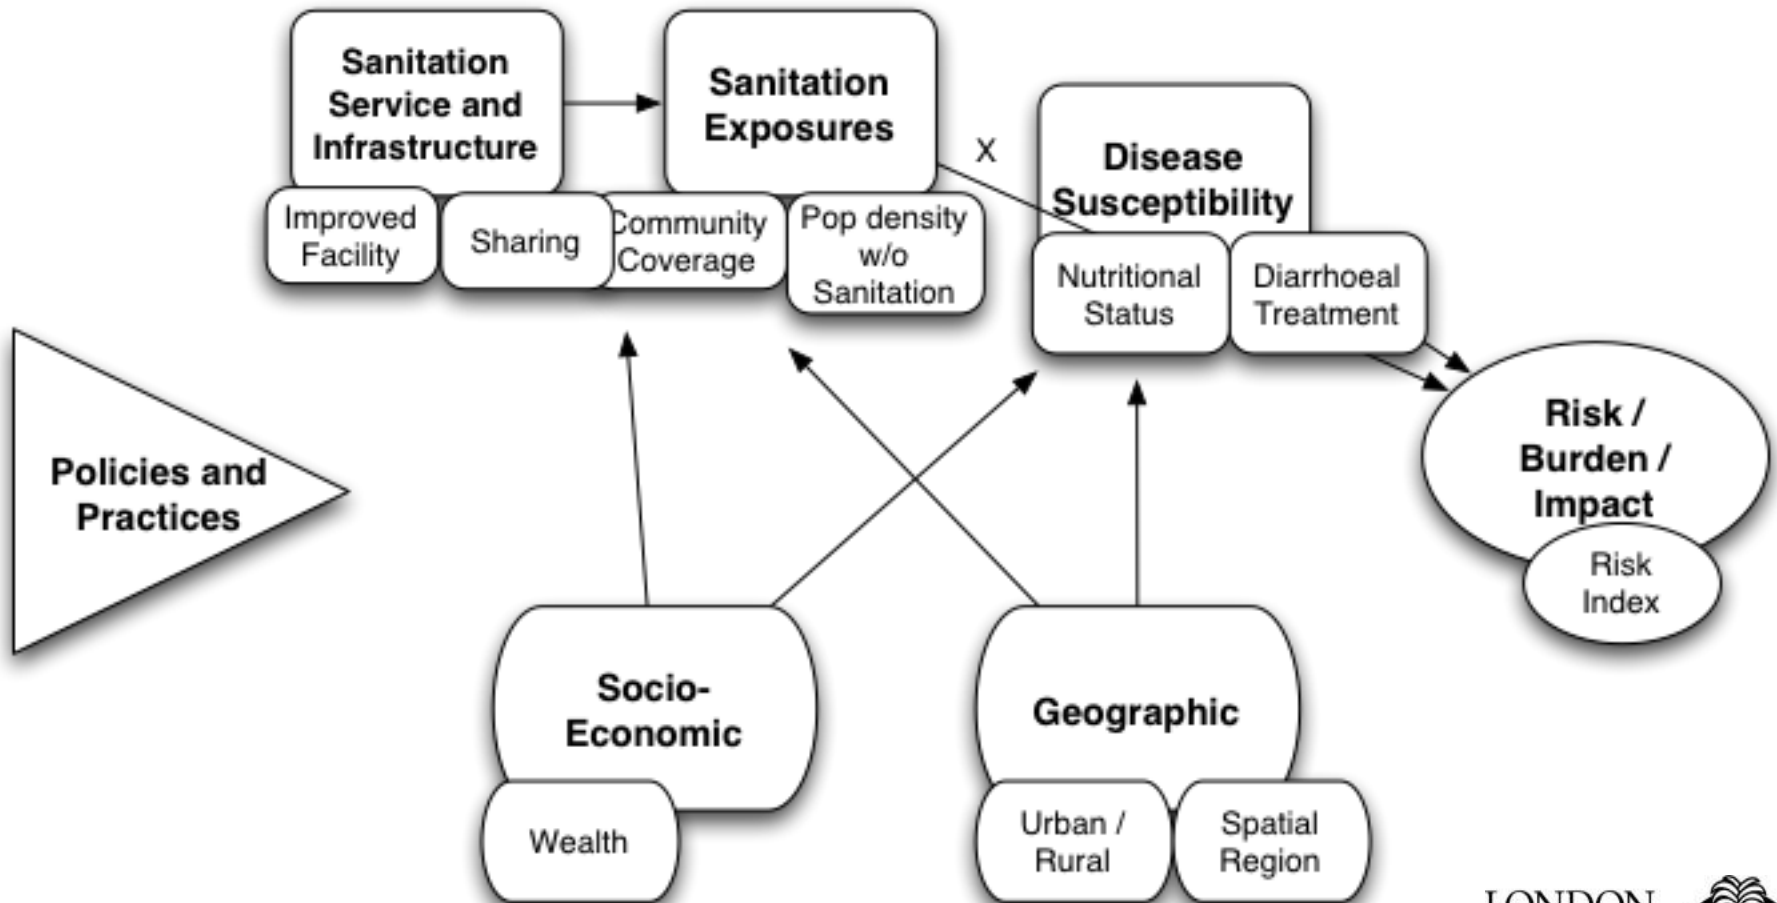 Sanitation
Service and
Infrastructure
Sanitation
Exposures
X
Disease
Susceptibility
Improved
Facility
Sharing
Community
Coverage
Pop density
w/o
Sanitation
Nutritional
Status
Diarrhoeal
Treatment
Policies and
Practices
Risk /
Burden /
Impact
Risk
Index
Socio-
Economic
Wealth
Geographic
Urban /
Rural
Spatial
Region
LONDON